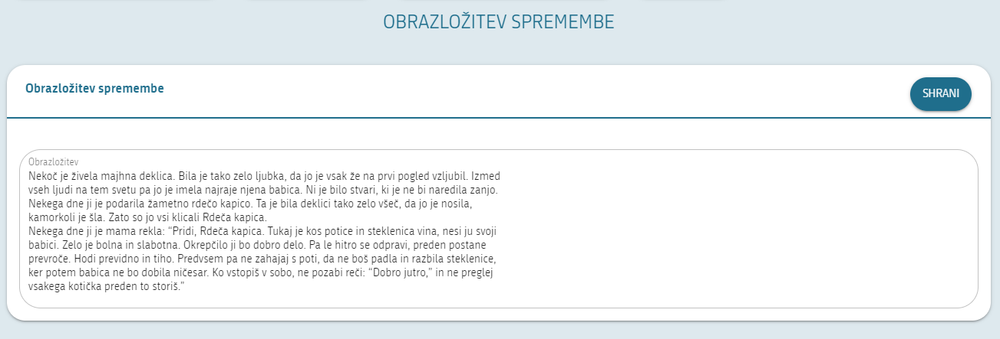 OBRAZLOŽITEV SPREMEMBE
Obrazložitev spremembe
SHRANI
Obrazložitev
Nekoč je živela majhna deklica. Bila je tako zelo ljubka, da jo je vsak že na prvi pogled vzljubil. Izmed
vseh ljudi na tem svetu pa jo je imela najraje njena babica. Ni je bilo stvari, ki je ne bi naredila zanjo.
Nekega dne ji je podarila žametno rdečo kapico. Ta je bila deklici tako zelo všeč, da jo je nosila,
kamorkoli je šla. Zato so jo vsi klicali Rdeča kapica.
Nekega dne ji je mama rekla: “Pridi, Rdeča kapica. Tukaj je kos potice in steklenica vina, nesi ju svoji
babici. Zelo je bolna in slabotna. Okrepčilo ji bo dobro delo. Pa le hitro se odpravi, preden postane
prevroče. Hodi previdno in tiho. Predvsem pa ne zahajaj s poti, da ne boš padla in razbila steklenice,
ker potem babica ne bo dobila ničesar. Ko vstopiš v sobo, ne pozabi reči: “Dobro jutro,” in ne preglej
vsakega kotička preden to storiš.”